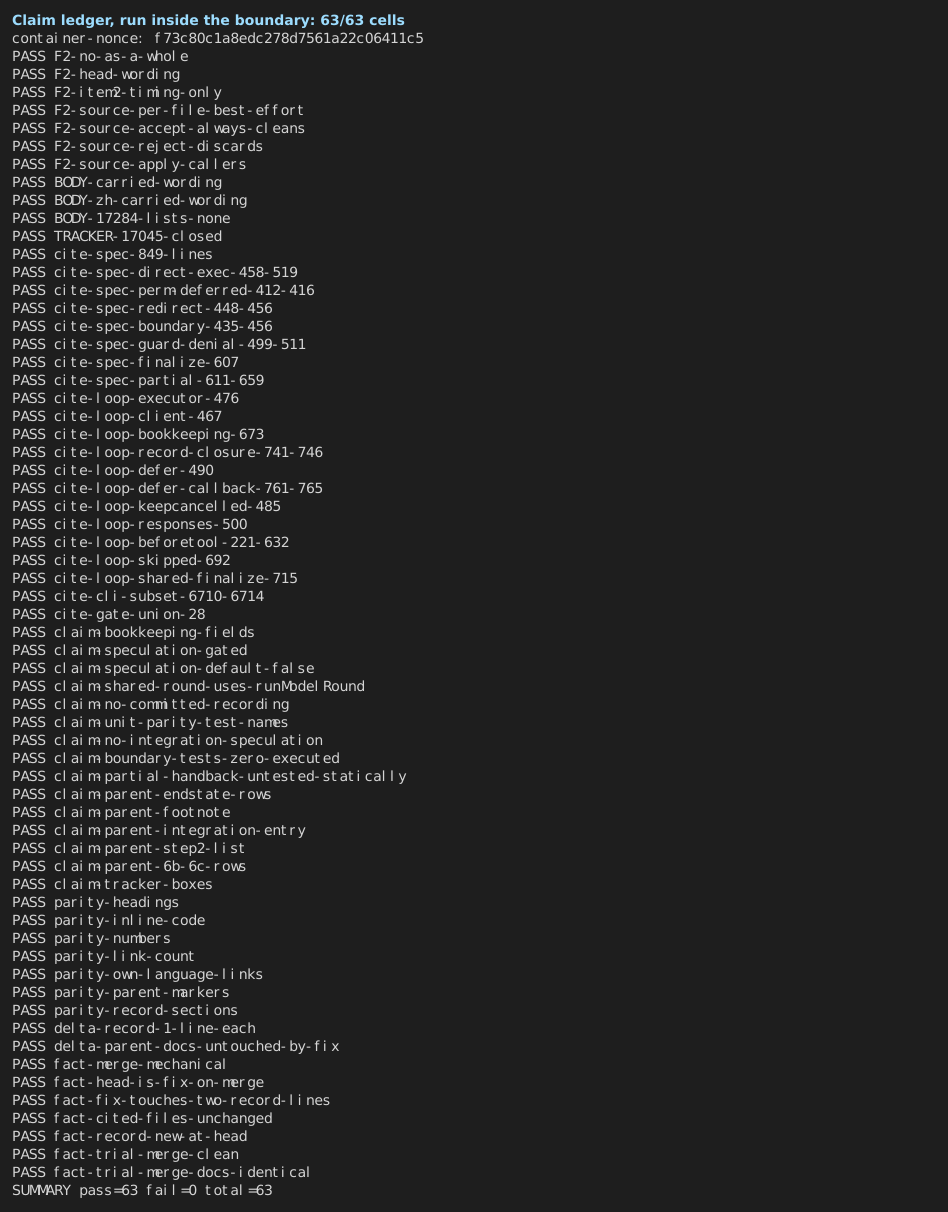 Claim ledger, run inside the boundary: 63/63 cells
container-nonce: f73c80c1a8edc278d7561a22c06411c5
PASS F2-no-as-a-whole
PASS F2-head-wording
PASS F2-item2-timing-only
PASS F2-source-per-file-best-effort
PASS F2-source-accept-always-cleans
PASS F2-source-reject-discards
PASS F2-source-apply-callers
PASS BODY-carried-wording
PASS BODY-zh-carried-wording
PASS BODY-17284-lists-none
PASS TRACKER-17045-closed
PASS cite-spec-849-lines
PASS cite-spec-direct-exec-458-519
PASS cite-spec-perm-deferred-412-416
PASS cite-spec-redirect-448-456
PASS cite-spec-boundary-435-456
PASS cite-spec-guard-denial-499-511
PASS cite-spec-finalize-607
PASS cite-spec-partial-611-659
PASS cite-loop-executor-476
PASS cite-loop-client-467
PASS cite-loop-bookkeeping-673
PASS cite-loop-record-closure-741-746
PASS cite-loop-defer-490
PASS cite-loop-defer-callback-761-765
PASS cite-loop-keepcancelled-485
PASS cite-loop-responses-500
PASS cite-loop-beforetool-221-632
PASS cite-loop-skipped-692
PASS cite-loop-shared-finalize-715
PASS cite-cli-subset-6710-6714
PASS cite-gate-union-28
PASS claim-bookkeeping-fields
PASS claim-speculation-gated
PASS claim-speculation-default-false
PASS claim-shared-round-uses-runModelRound
PASS claim-no-committed-recording
PASS claim-unit-parity-test-names
PASS claim-no-integration-speculation
PASS claim-boundary-tests-zero-executed
PASS claim-partial-handback-untested-statically
PASS claim-parent-endstate-rows
PASS claim-parent-footnote
PASS claim-parent-integration-entry
PASS claim-parent-step2-list
PASS claim-parent-6b-6c-rows
PASS claim-tracker-boxes
PASS parity-headings
PASS parity-inline-code
PASS parity-numbers
PASS parity-link-count
PASS parity-own-language-links
PASS parity-parent-markers
PASS parity-record-sections
PASS delta-record-1-line-each
PASS delta-parent-docs-untouched-by-fix
PASS fact-merge-mechanical
PASS fact-head-is-fix-on-merge
PASS fact-fix-touches-two-record-lines
PASS fact-cited-files-unchanged
PASS fact-record-new-at-head
PASS fact-trial-merge-clean
PASS fact-trial-merge-docs-identical
SUMMARY pass=63 fail=0 total=63